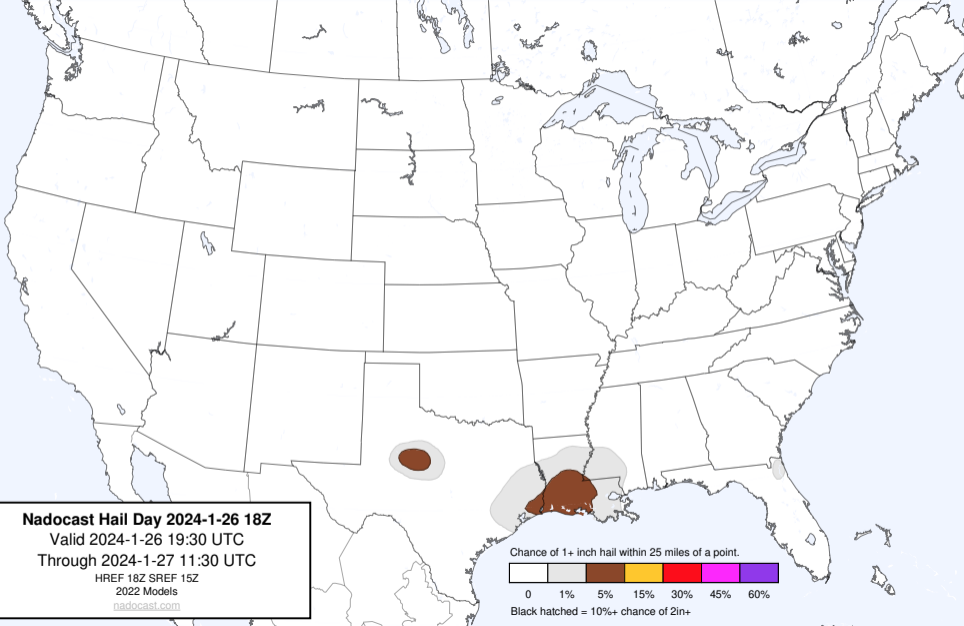 Nadocast Hail Day 2024-1-26 18Z
Valid 2024-1-26 19:30 UTC
Through 2024-1-27 11:30 UTC
HREF 18Z SREF 15Z
2022 Models
nadocast.com
Chance of 1+ inch hail within 25 miles of a point.
0 1% 5% 15% 30% 45% 60%
Black hatched = 10%+ chance of 2in+